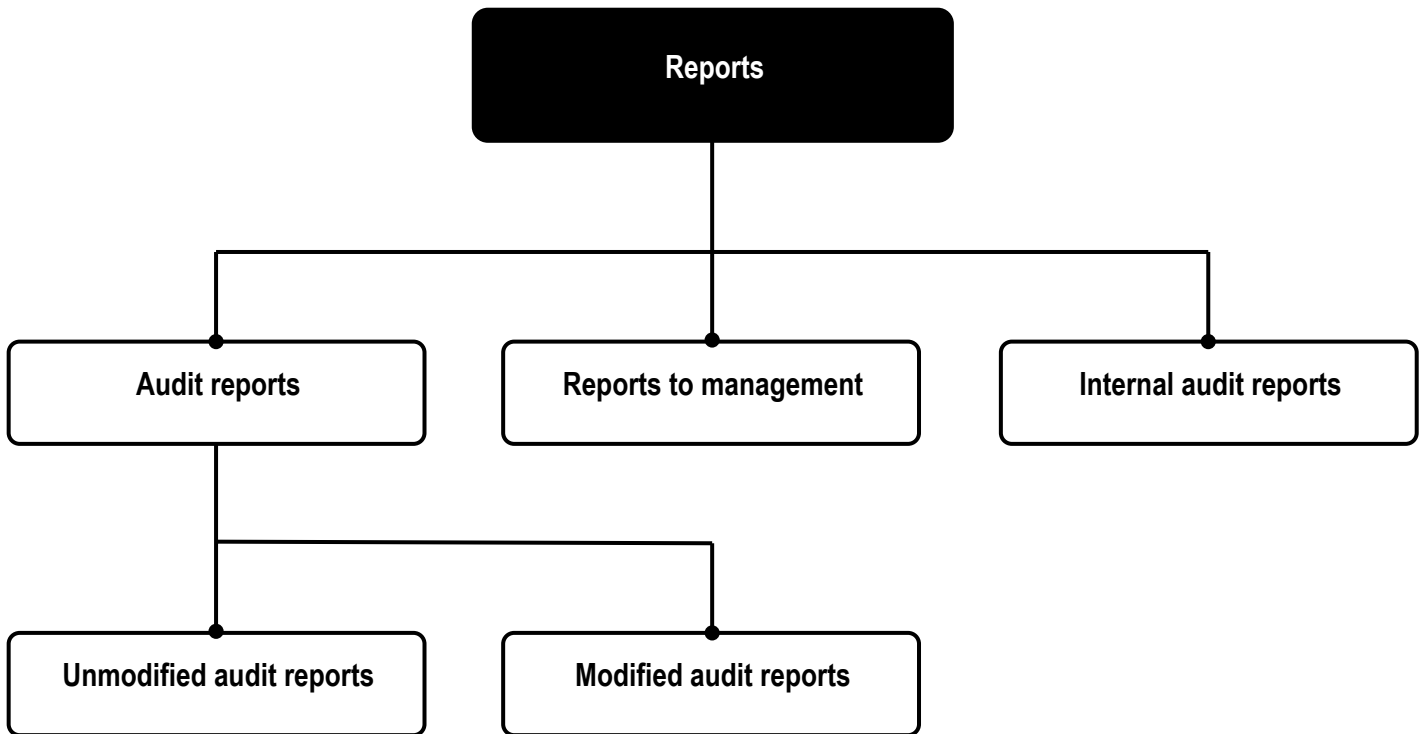 Reports
Audit reports
Reports to management
Internal audit reports
Unmodified audit reports
Modified audit reports